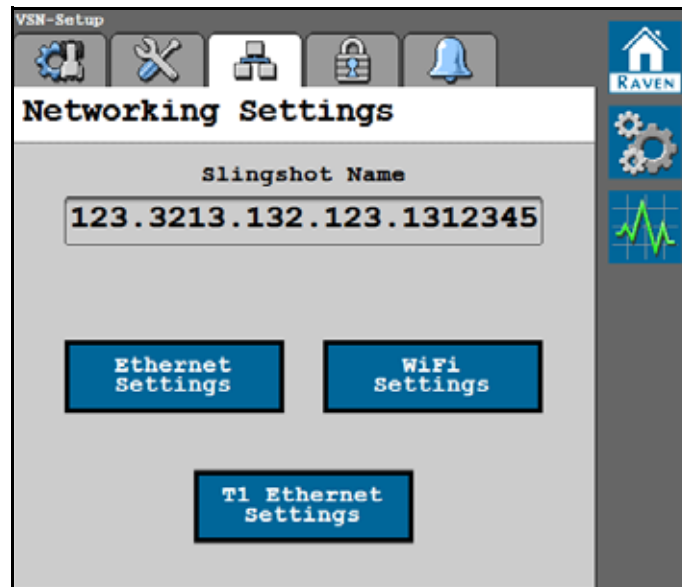 VSN-Setup
RAVEN
Networking Settings
Slingshot Name
123.3213.132.123.1312345
Ethernet
Settings
WiFi
Settings
T1 Ethernet
Settings